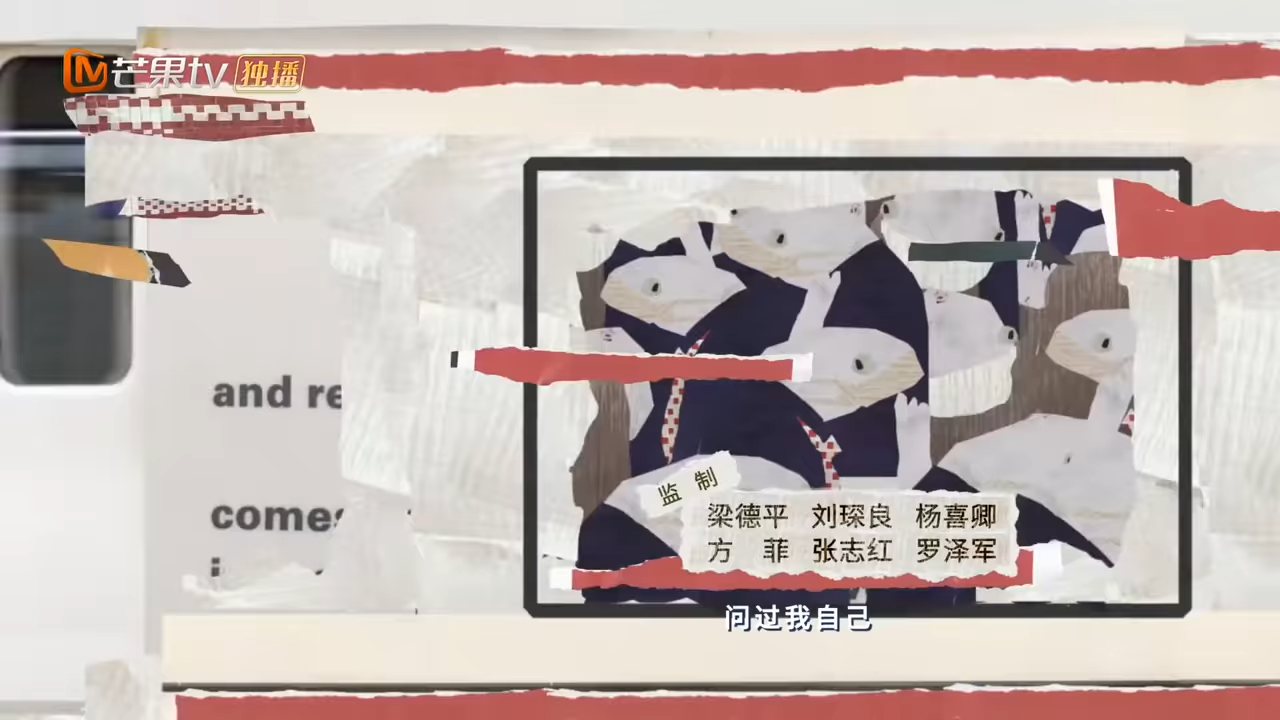 芒果tv 独播
and re
comes
监制
梁德平 刘琛良 杨喜卿
方 菲 张志红 罗泽军
问过我自己